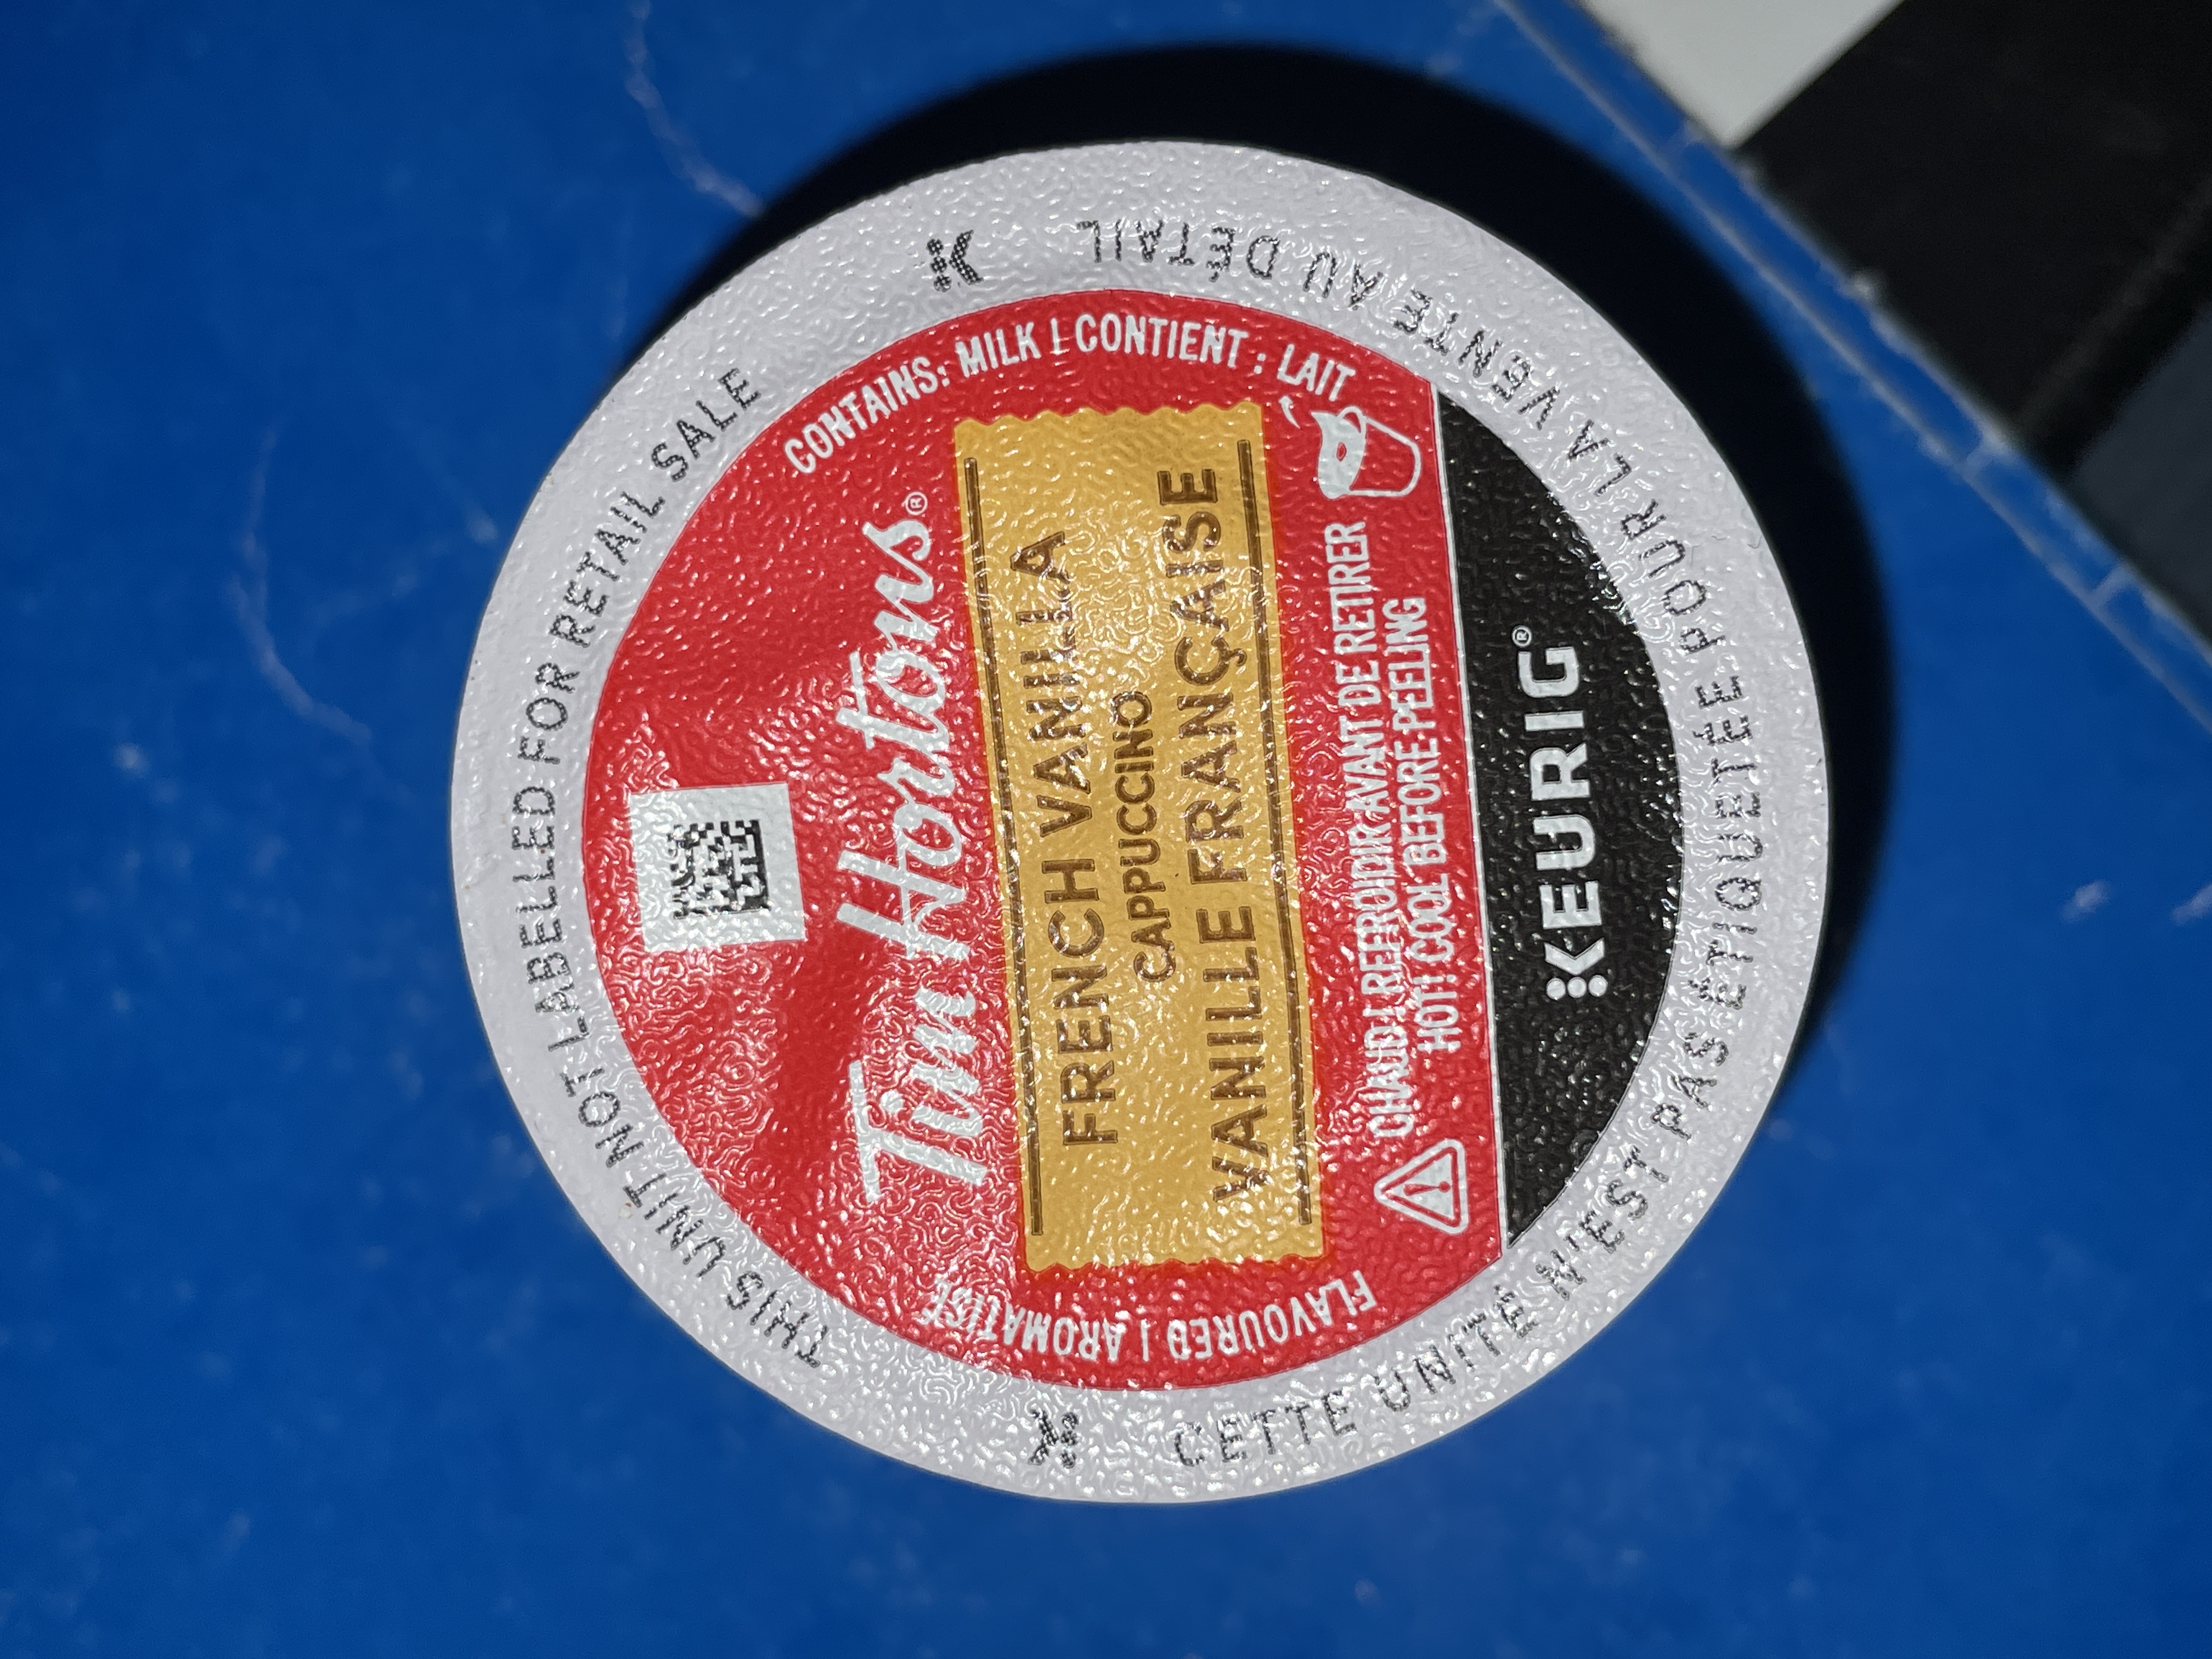 THIS UNIT NOT LABELLED FOR RETAIL SALE
K
CONTAINS: MILK | CONTIENT : LAIT
Tim Hortons®
FRENCH VANILLA
CAPPUCCINO
VANILLE FRANÇAISE
CHAUD! REFROIDIR AVANT DE RETIRER
HOT! COOL BEFORE PEELING
KEURIG®
FLAVOURED | AROMATISÉ
K
CETTE UNITÉ N'EST PAS ÉTIQUETÉE POUR LA VENTE AU DÉTAIL